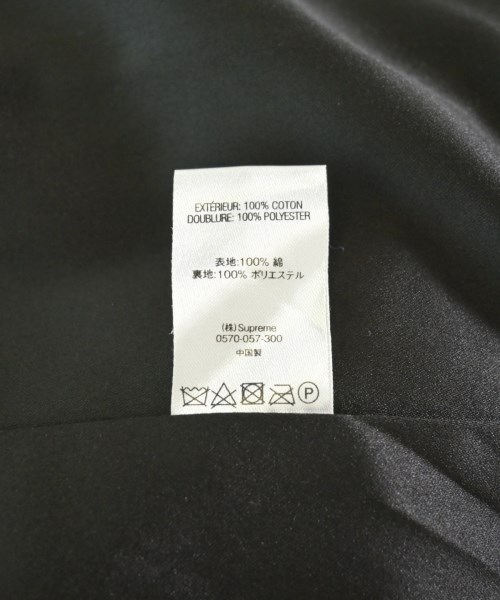 EXTÉRIEUR: 100% COTON
DOUBLURE: 100% POLYESTER
表地:100% 綿
裏地:100% ポリエステル
(株) Supreme
0570-057-300
中国製
P